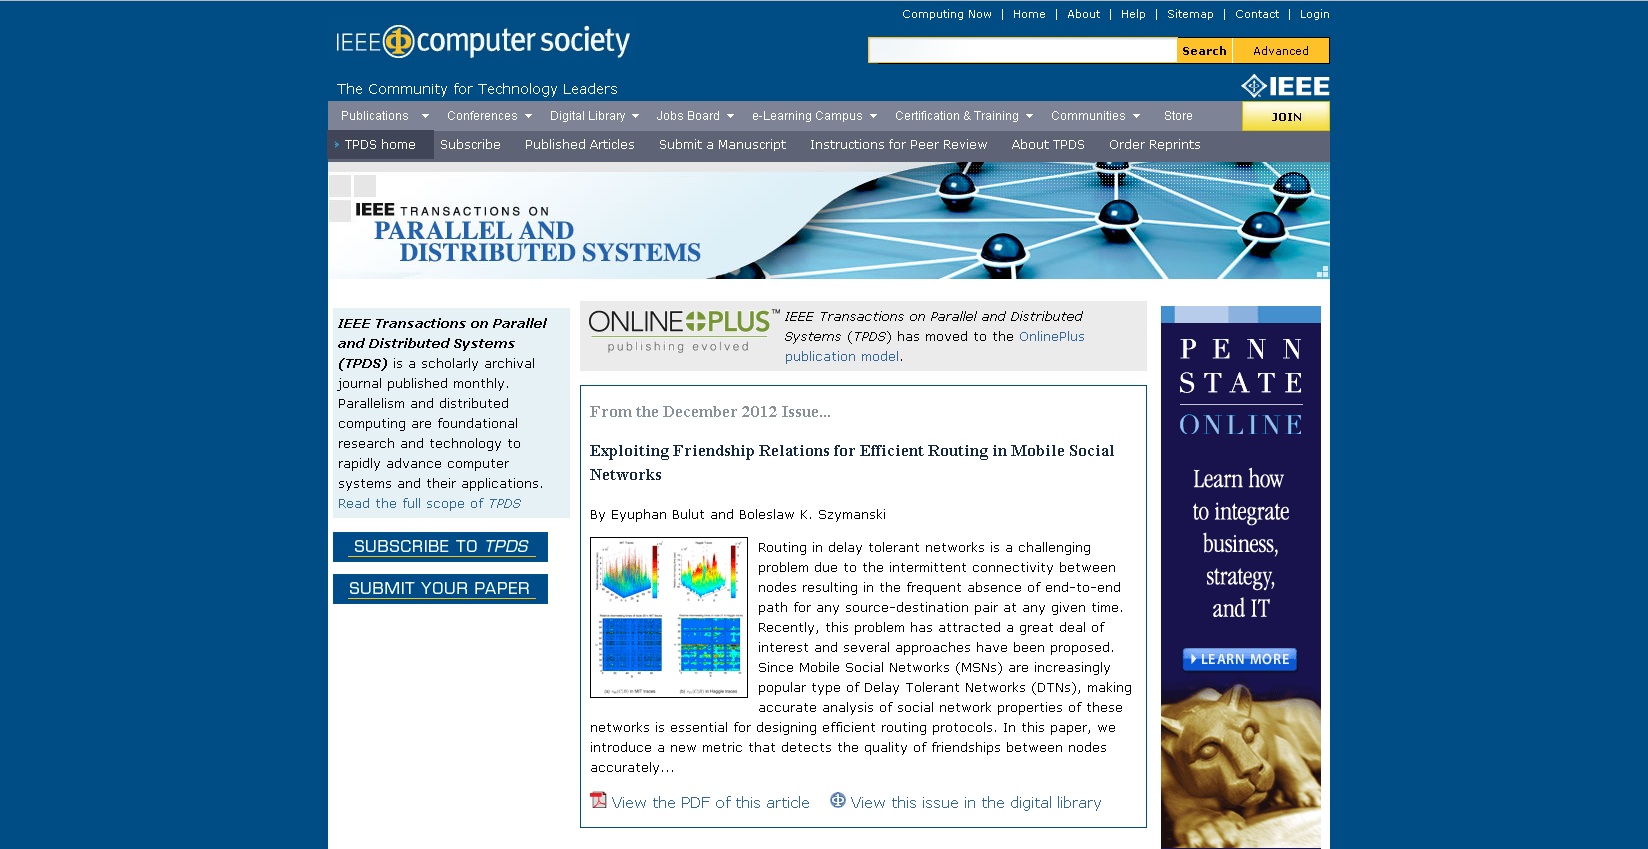 Computing Now | Home | About | Help | Sitemap | Contact | Login
IEEE computer society
Search Advanced
The Community for Technology Leaders
IEEE
Publications Conferences Digital Library Jobs Board e-Learning Campus Certification & Training Communities Store JOIN
TPDS home Subscribe Published Articles Submit a Manuscript Instructions for Peer Review About TPDS Order Reprints
IEEE TRANSACTIONS ON
PARALLEL AND
DISTRIBUTED SYSTEMS
IEEE Transactions on Parallel
and Distributed Systems
(TPDS) is a scholarly archival
journal published monthly.
Parallelism and distributed
computing are foundational
research and technology to
rapidly advance computer
systems and their applications.
Read the full scope of TPDS
SUBSCRIBE TO TPDS
SUBMIT YOUR PAPER
ONLINE PLUS™
publishing evolved
IEEE Transactions on Parallel and Distributed
Systems (TPDS) has moved to the OnlinePlus
publication model.
From the December 2012 Issue...
Exploiting Friendship Relations for Efficient Routing in Mobile Social
Networks
By Eyuphan Bulut and Boleslaw K. Szymanski
Routing in delay tolerant networks is a challenging
problem due to the intermittent connectivity between
nodes resulting in the frequent absence of end-to-end
path for any source-destination pair at any given time.
Recently, this problem has attracted a great deal of
interest and several approaches have been proposed.
Since Mobile Social Networks (MSNs) are increasingly
popular type of Delay Tolerant Networks (DTNs), making
accurate analysis of social network properties of these
networks is essential for designing efficient routing protocols. In this paper, we
introduce a new metric that detects the quality of friendships between nodes
accurately...
View the PDF of this article View this issue in the digital library
PENN
STATE
ONLINE
Learn how
to integrate
business,
strategy,
and IT
LEARN MORE